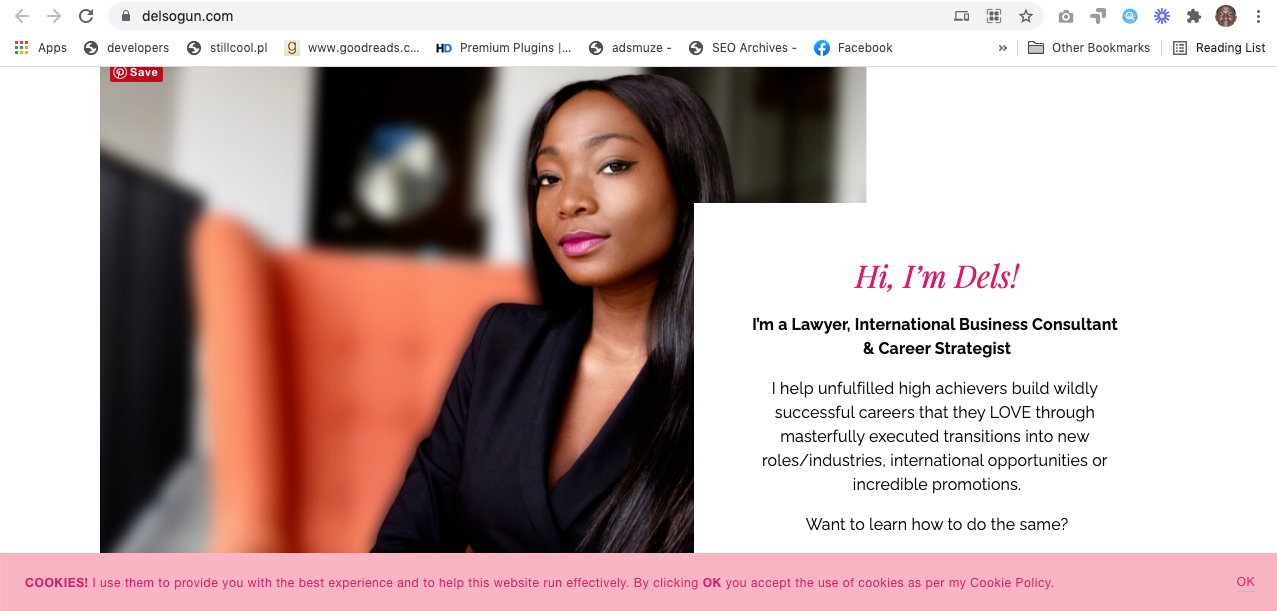 delsogun.com
Apps developers stillcool.pl www.goodreads.c... Premium Plugins |... adsmuze - SEO Archives - Facebook » Other Bookmarks Reading List
Save
Hi, I'm Dels!
I'm a Lawyer, International Business Consultant
& Career Strategist
I help unfulfilled high achievers build wildly
successful careers that they LOVE through
masterfully executed transitions into new
roles/industries, international opportunities or
incredible promotions.
Want to learn how to do the same?
COOKIES! I use them to provide you with the best experience and to help this website run effectively. By clicking OK you accept the use of cookies as per my Cookie Policy.
OK